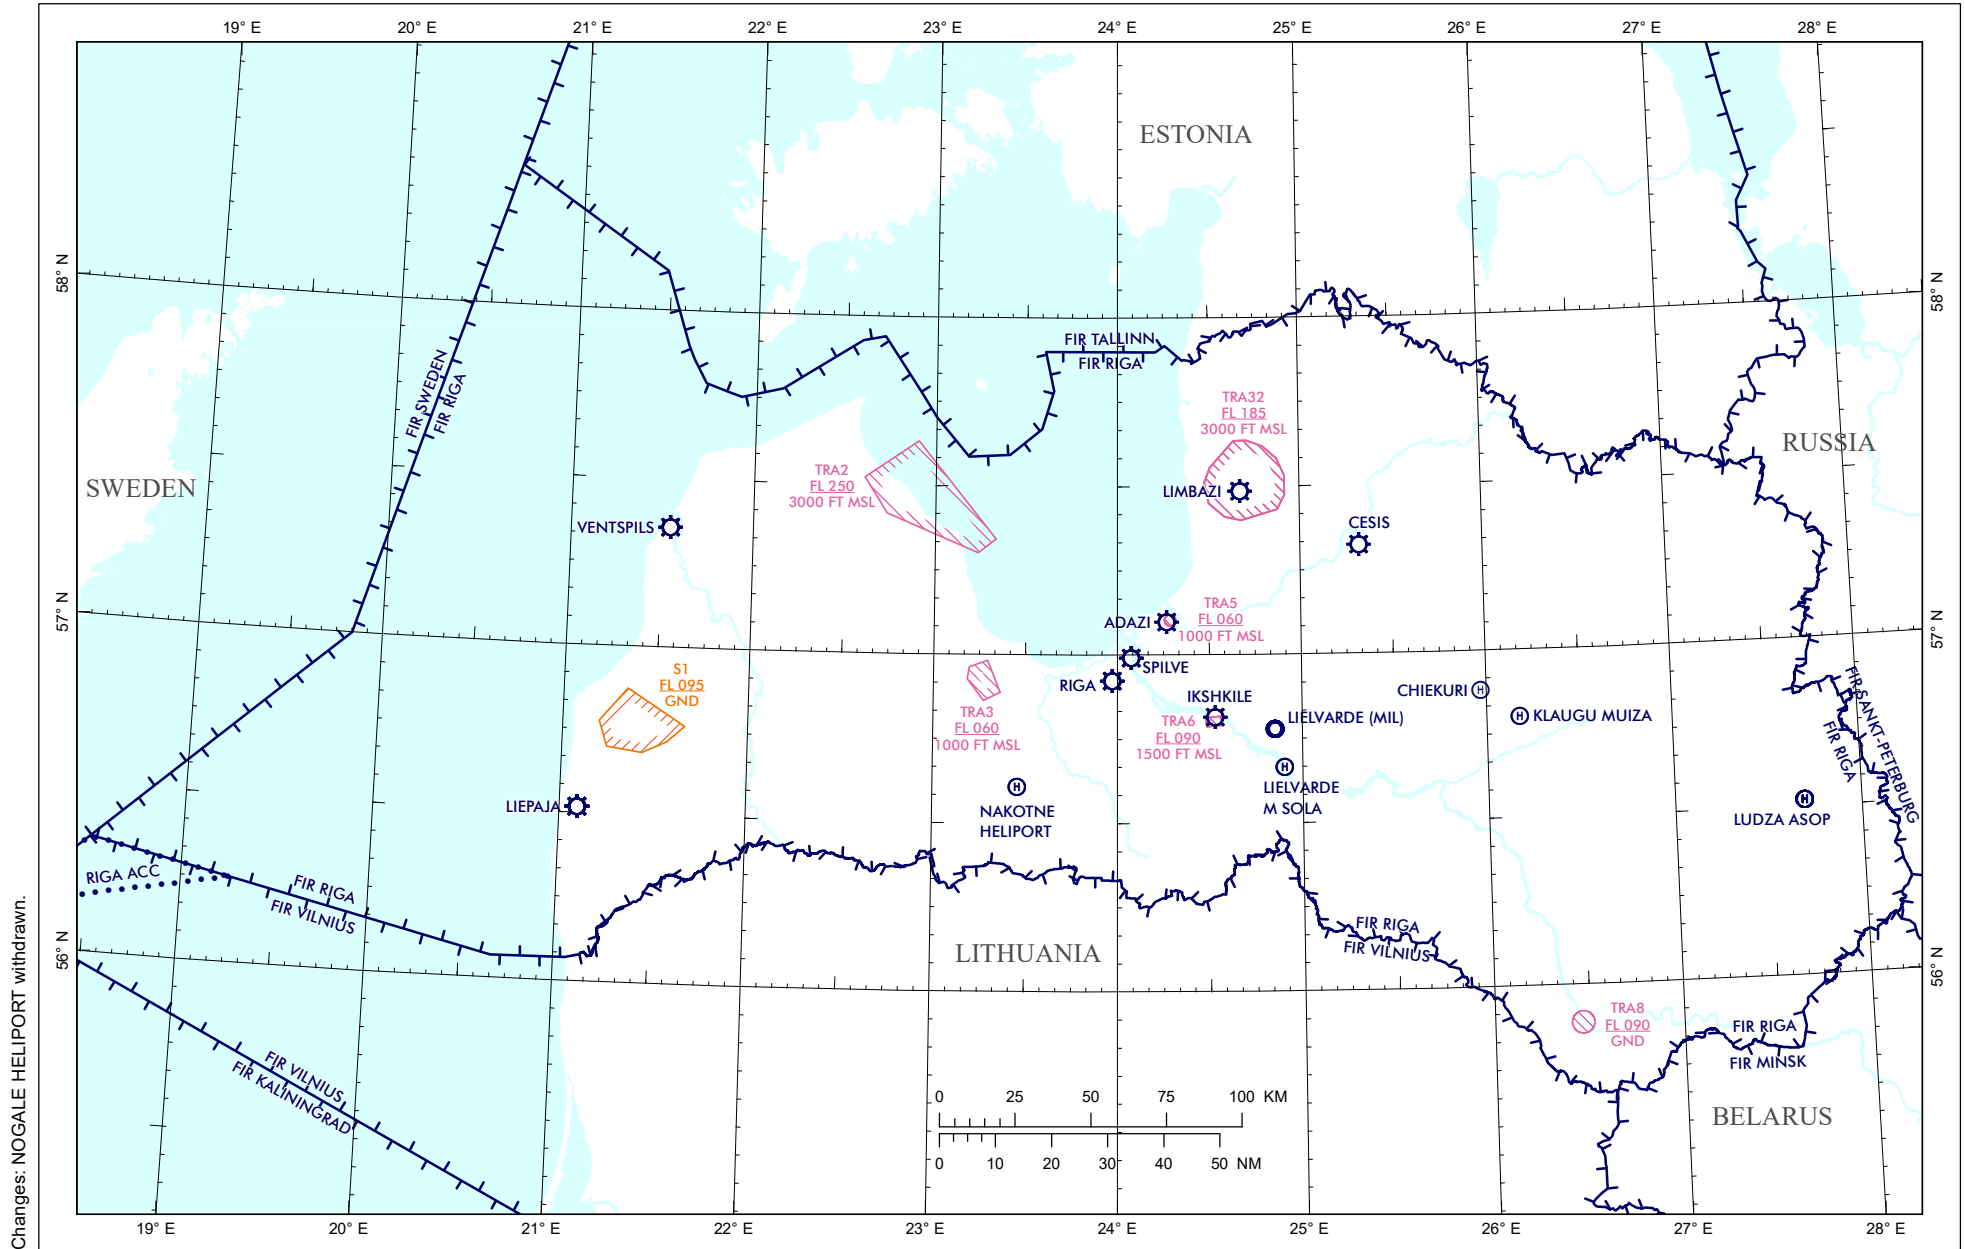 19° E
20° E
21° E
22° E
23° E
24° E
25° E
26° E
27° E
28° E
ESTONIA
58° N
58° N
FIR SWEDEN
FIR RIGA
FIR TALLINN
FIR RIGA
TRA32
FL 185
3000 FT MSL
RUSSIA
SWEDEN
TRA2
FL 250
3000 FT MSL
LIMBAZI
VENTSPILS
CESIS
57° N
57° N
ADAZI
TRA5
FL 060
1000 FT MSL
SPILVE
RIGA
S1
FL 095
GND
TRA3
FL 060
1000 FT MSL
IKSHKILE
TRA6
FL 090
1500 FT MSL
LIELVARDE (MIL)
CHIEKURI
H
H
KLAUGU MUIZA
FIR SANKT-PETERBURG
FIR RIGA
H
LIELVARDE
M SOLA
H
NAKOTNE
HELIPORT
LIEPAJA
H
LUDZA ASOP
RIGA ACC
FIR RIGA
FIR VILNIUS
FIR RIGA
FIR VILNIUS
LITHUANIA
56° N
56° N
TRA8
FL 090
GND
FIR RIGA
FIR MINSK
FIR VILNIUS
FIR KALININGRAD
BELARUS
0
25
50
75
100 KM
0
10
20
30
40
50 NM
19° E
20° E
21° E
22° E
23° E
24° E
25° E
26° E
27° E
28° E
Changes: NOGALE HELIPORT withdrawn.